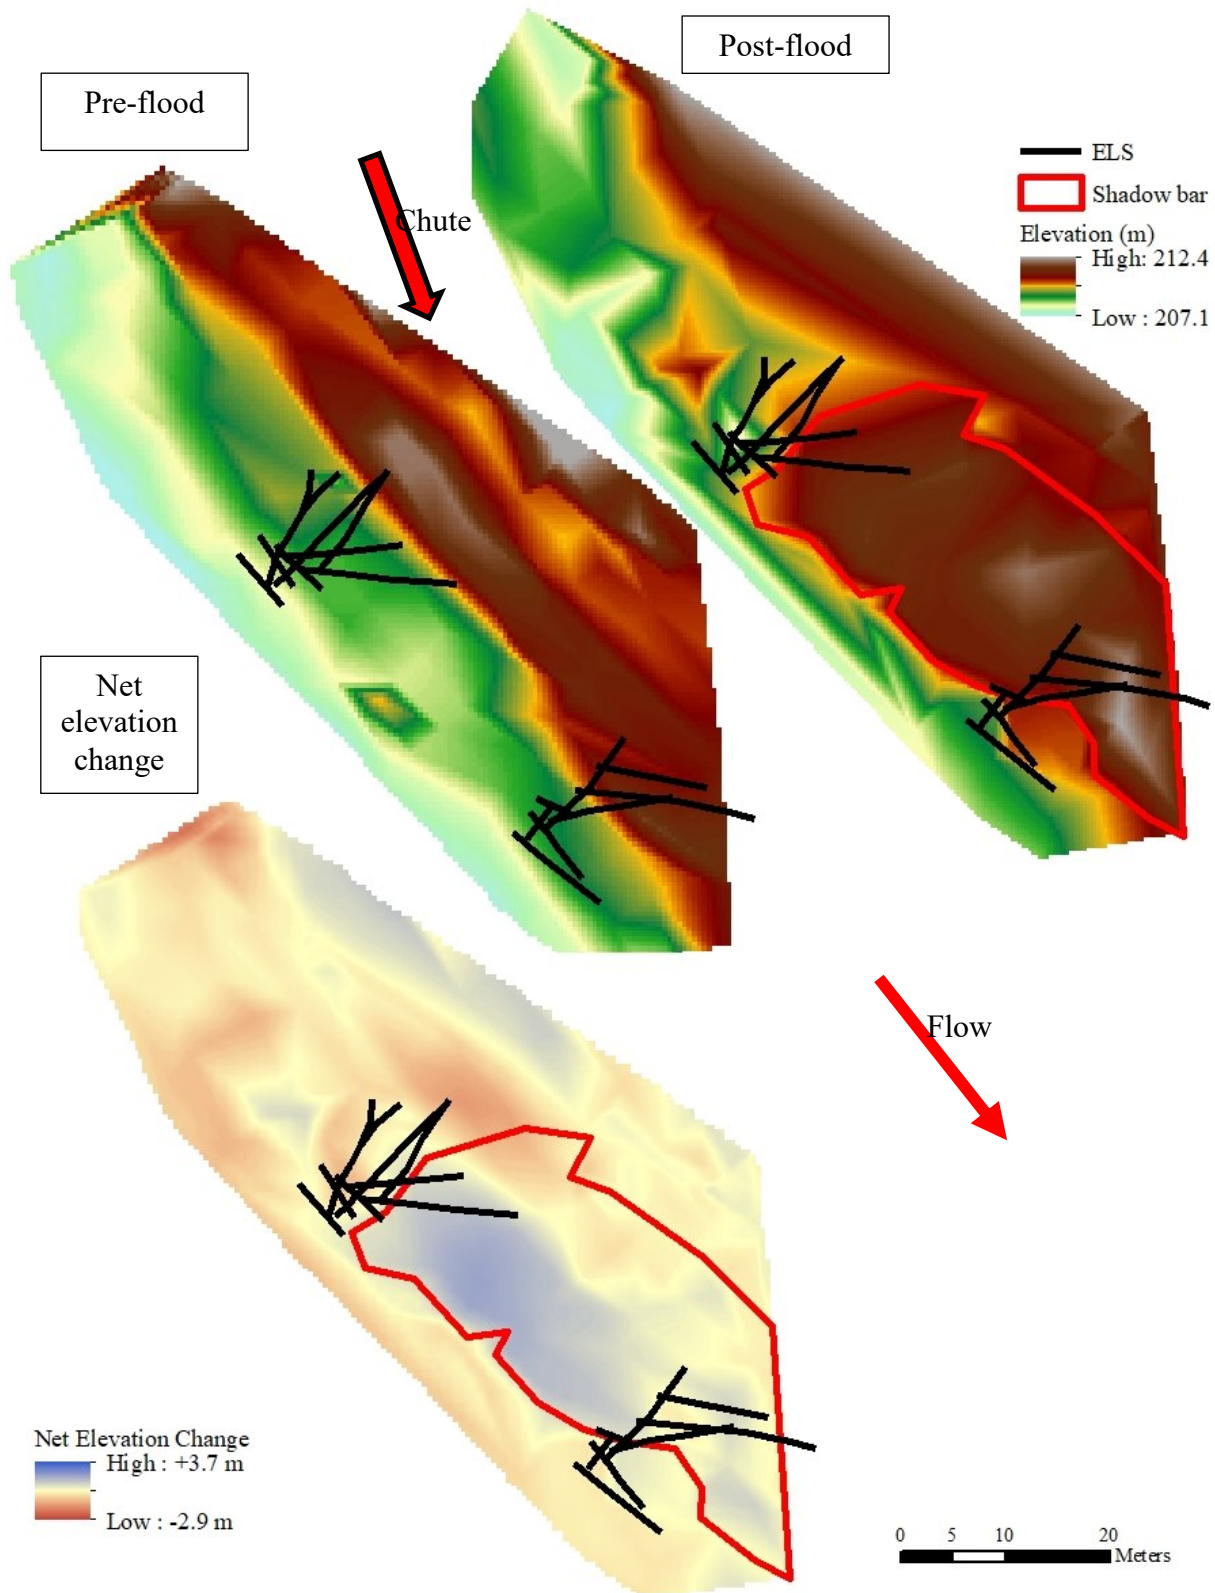 Post-flood
Pre-flood
Chute
ELS
Shadow bar
Elevation (m)
High: 212.4
Low : 207.1
Net
elevation
change
Flow
Net Elevation Change
High : +3.7 m
Low : -2.9 m
0 5 10 20
Meters